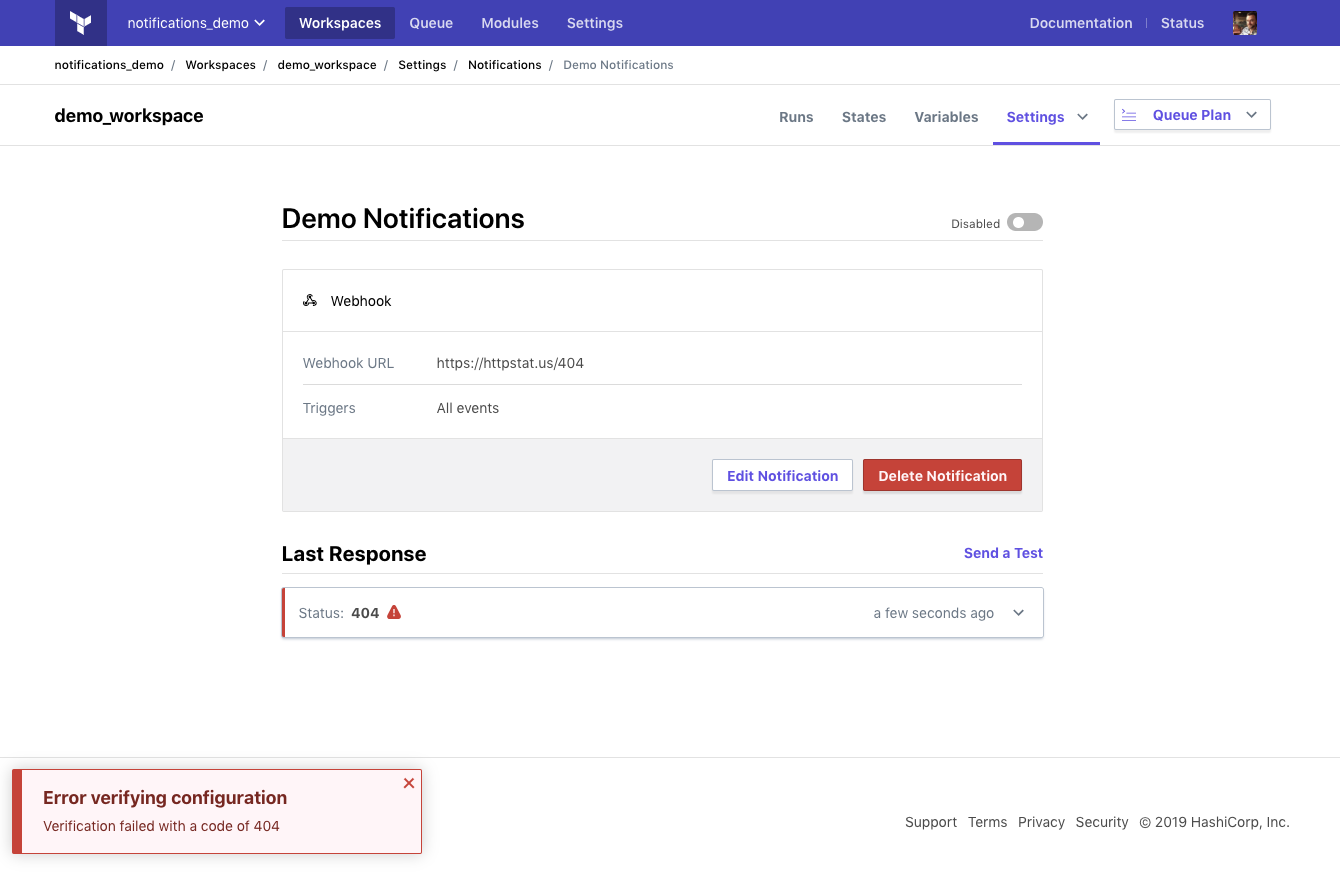 notifications_demo Workspaces Queue Modules Settings Documentation Status
notifications_demo / Workspaces / demo_workspace / Settings / Notifications / Demo Notifications
demo_workspace Runs States Variables Settings Queue Plan
Demo Notifications Disabled
Webhook
Webhook URL https://httpstat.us/404
Triggers All events
Edit Notification Delete Notification
Last Response Send a Test
Status: 404 a few seconds ago
Error verifying configuration
Verification failed with a code of 404
Support Terms Privacy Security © 2019 HashiCorp, Inc.